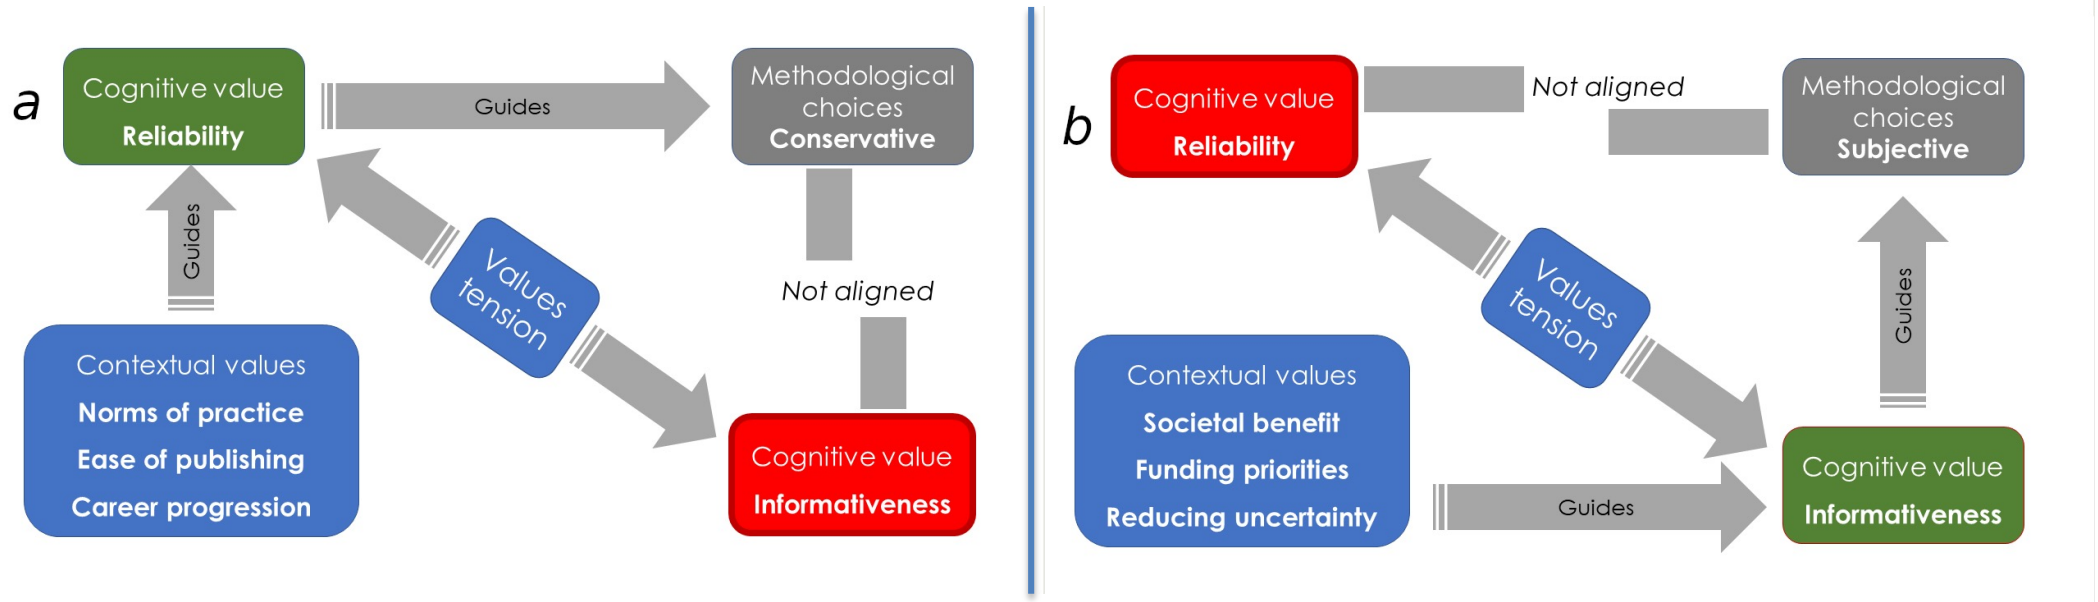 a
Cognitive value
Reliability
Guides
Methodological
choices
Conservative
Guides
Values
tension
Not aligned
Contextual values
Norms of practice
Ease of publishing
Career progression
Cognitive value
Informativeness
b
Cognitive value
Reliability
Not aligned
Methodological
choices
Subjective
Values
tension
Guides
Contextual values
Societal benefit
Funding priorities
Reducing uncertainty
Guides
Cognitive value
Informativeness